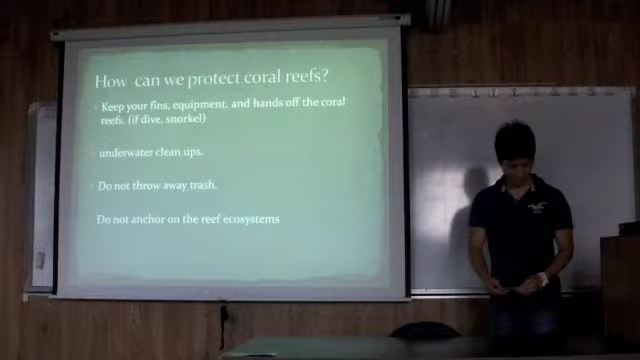 How can we protect coral reefs?
Keep your fins, equipment, and hands off the coral
reefs. (if dive, snorkel)
underwater clean ups.
Do not throw away trash.
Do not anchor on the reef ecosystems